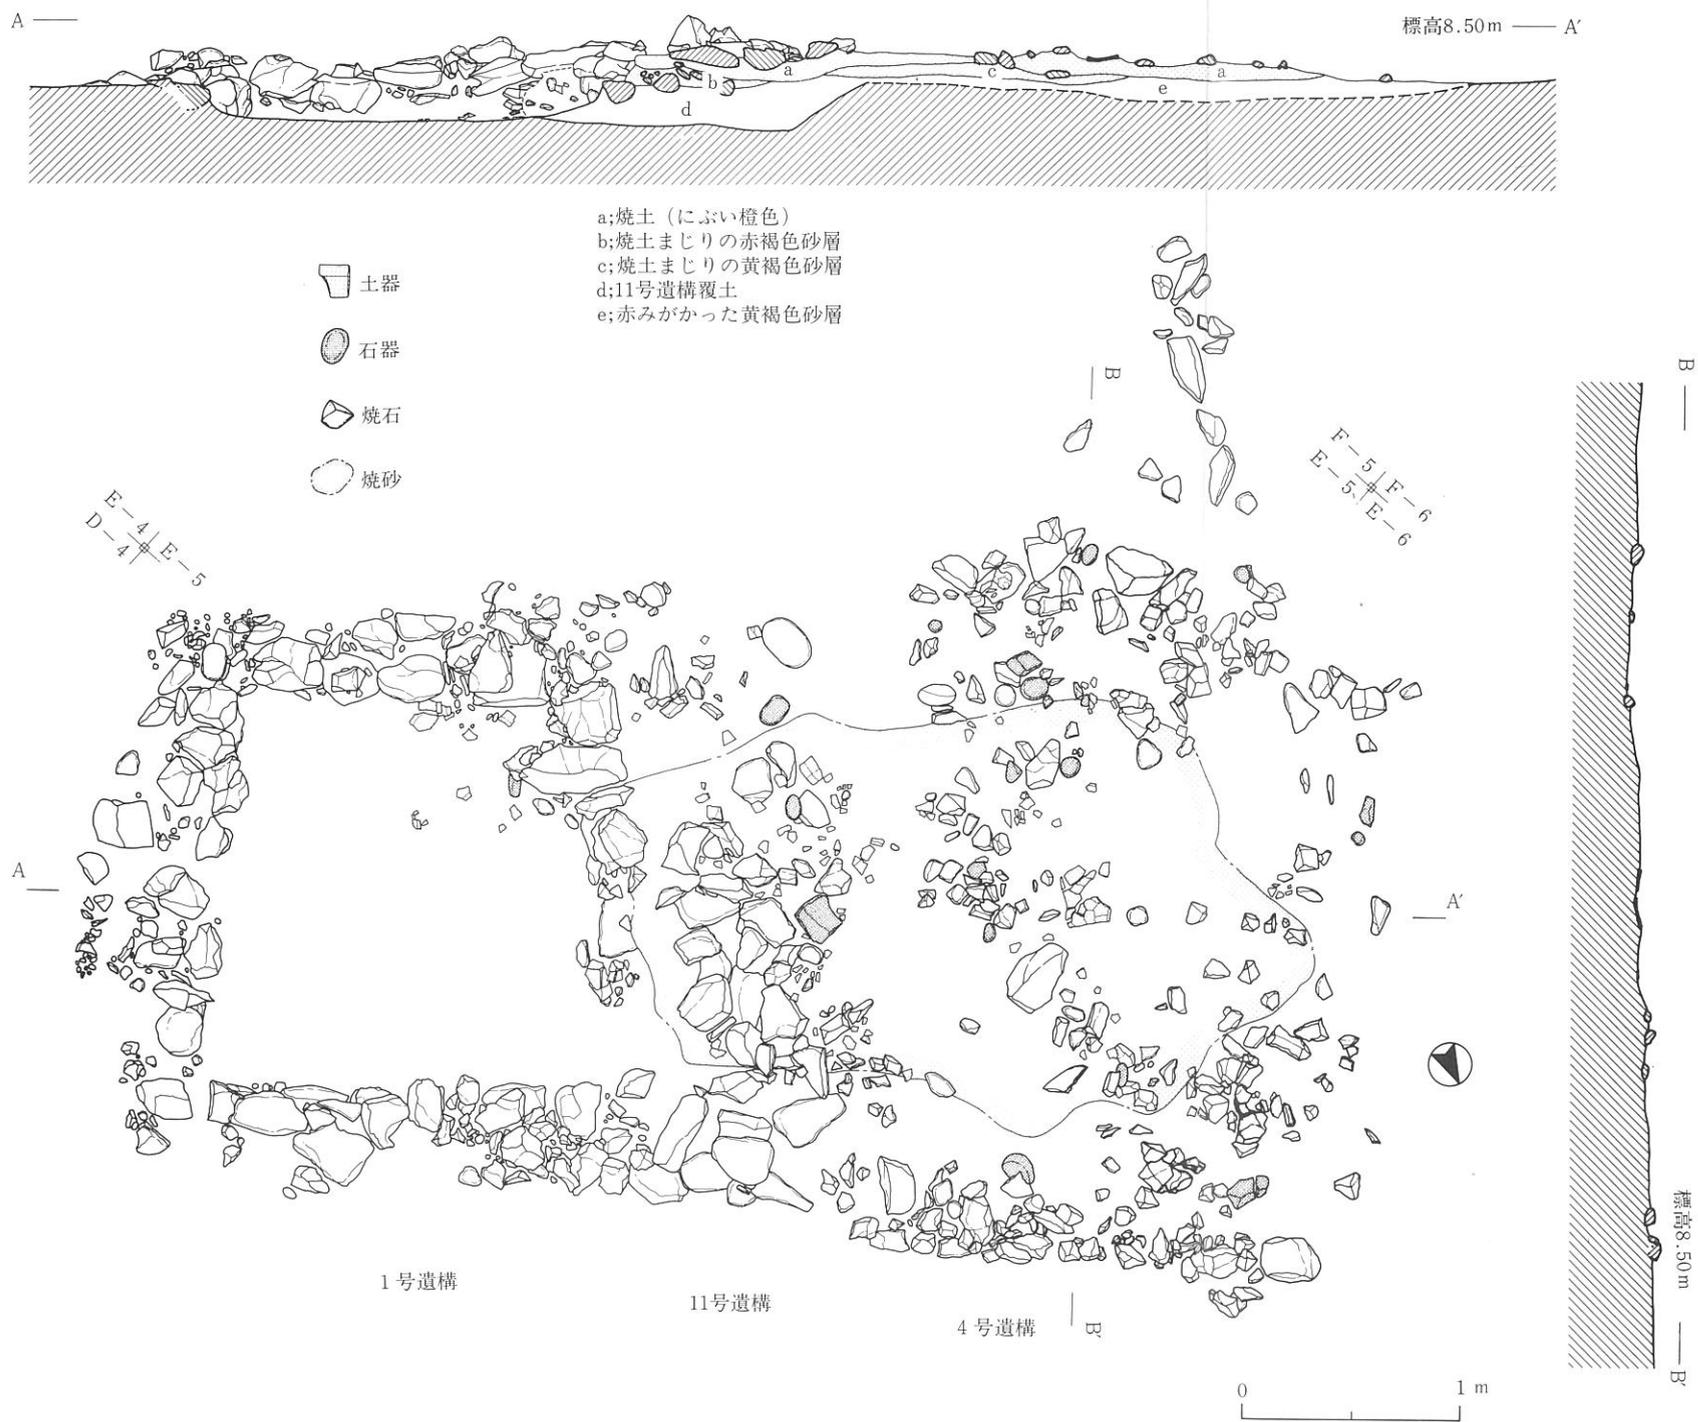 A
標高8.50m
A′
a
b
c
a
e
d
a;焼土（にぶい橙色）
b;焼土まじりの赤褐色砂層
c;焼土まじりの黄褐色砂層
d;11号遺構覆土
e;赤みがかった黄褐色砂層
土器
石器
焼石
焼砂
B
B
F－5
F－6
E－5
E－6
E－4
E－5
D－4
A
A′
1号遺構
11号遺構
4号遺構
B′
標高8.50m
B′
0
1 m